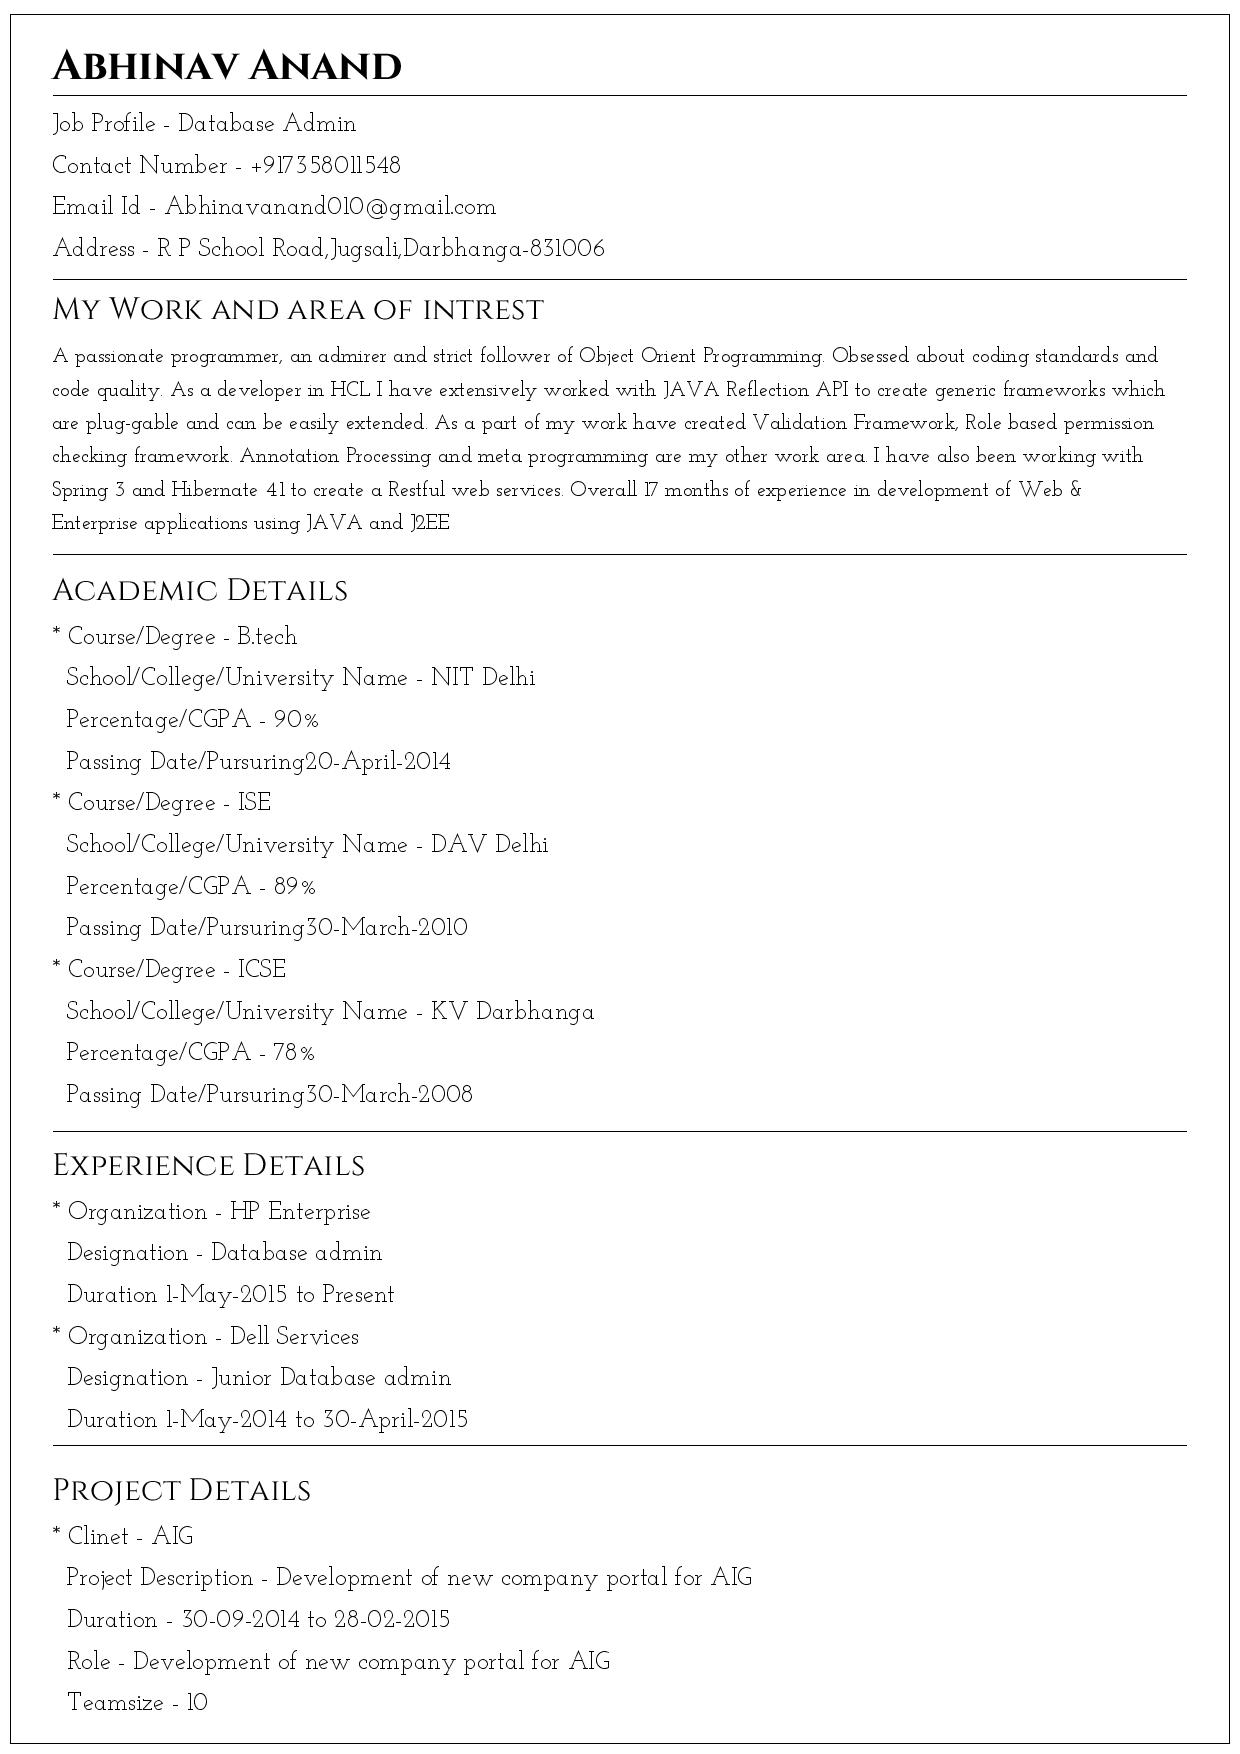 Abhinav Anand
Job Profile - Database Admin
Contact Number - +917358011548
Email Id - Abhinavanand010@gmail.com
Address - R P School Road,Jugsali,Darbhanga-831006
My Work and area of intrest
A passionate programmer, an admirer and strict follower of Object Orient Programming. Obsessed about coding standards and
code quality. As a developer in HCL I have extensively worked with JAVA Reflection API to create generic frameworks which
are plug-gable and can be easily extended. As a part of my work have created Validation Framework, Role based permission
checking framework. Annotation Processing and meta programming are my other work area. I have also been working with
Spring 3 and Hibernate 4.1 to create a Restful web services. Overall 17 months of experience in development of Web &
Enterprise applications using JAVA and J2EE
Academic Details
* Course/Degree - B.tech
School/College/University Name - NIT Delhi
Percentage/CGPA - 90%
Passing Date/Pursuring20-April-2014
* Course/Degree - ISE
School/College/University Name - DAV Delhi
Percentage/CGPA - 89%
Passing Date/Pursuring30-March-2010
* Course/Degree - ICSE
School/College/University Name - KV Darbhanga
Percentage/CGPA - 78%
Passing Date/Pursuring30-March-2008
Experience Details
* Organization - HP Enterprise
Designation - Database admin
Duration 1-May-2015 to Present
* Organization - Dell Services
Designation - Junior Database admin
Duration 1-May-2014 to 30-April-2015
Project Details
* Clinet - AIG
Project Description - Development of new company portal for AIG
Duration - 30-09-2014 to 28-02-2015
Role - Development of new company portal for AIG
Teamsize - 10